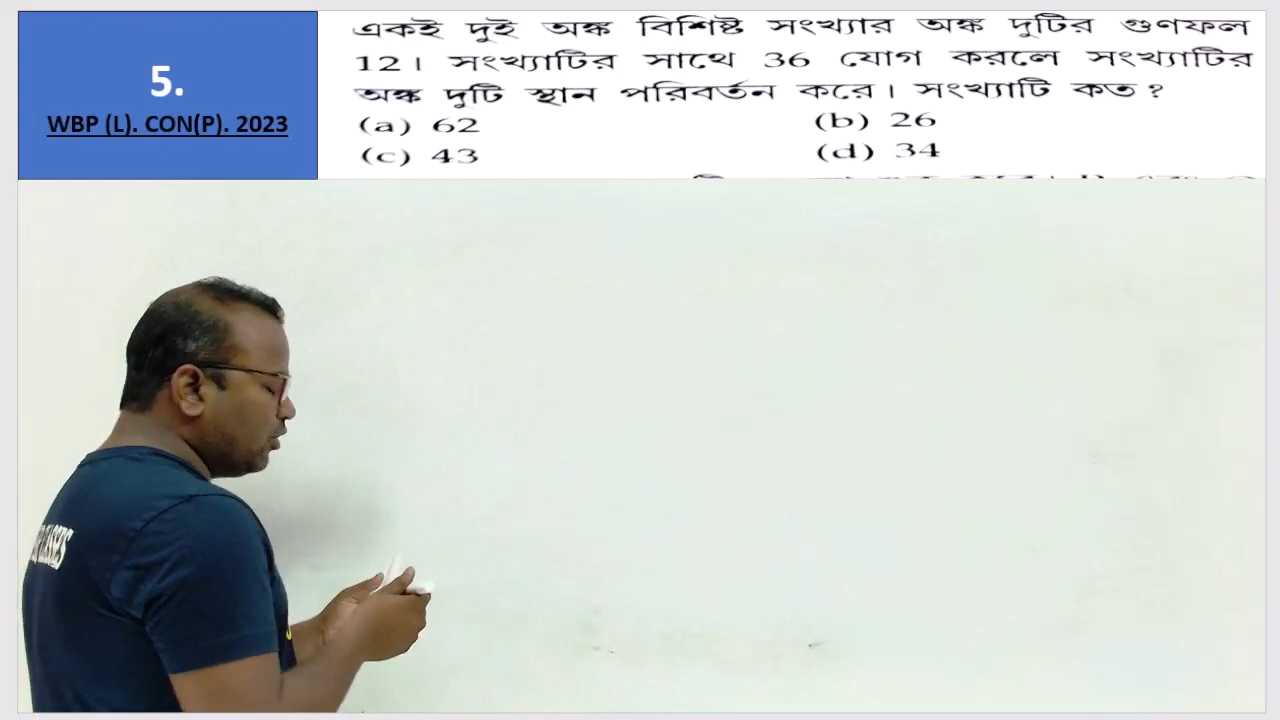 5.
WBP (L). CON(P). 2023
একই দুই অঙ্ক বিশিষ্ট সংখ্যার অঙ্ক দুটির গুণফল
12। সংখ্যাটির সাথে 36 যোগ করলে সংখ্যাটির
অঙ্ক দুটি স্থান পরিবর্তন করে। সংখ্যাটি কত?
(a) 62 (b) 26
(c) 43 (d) 34